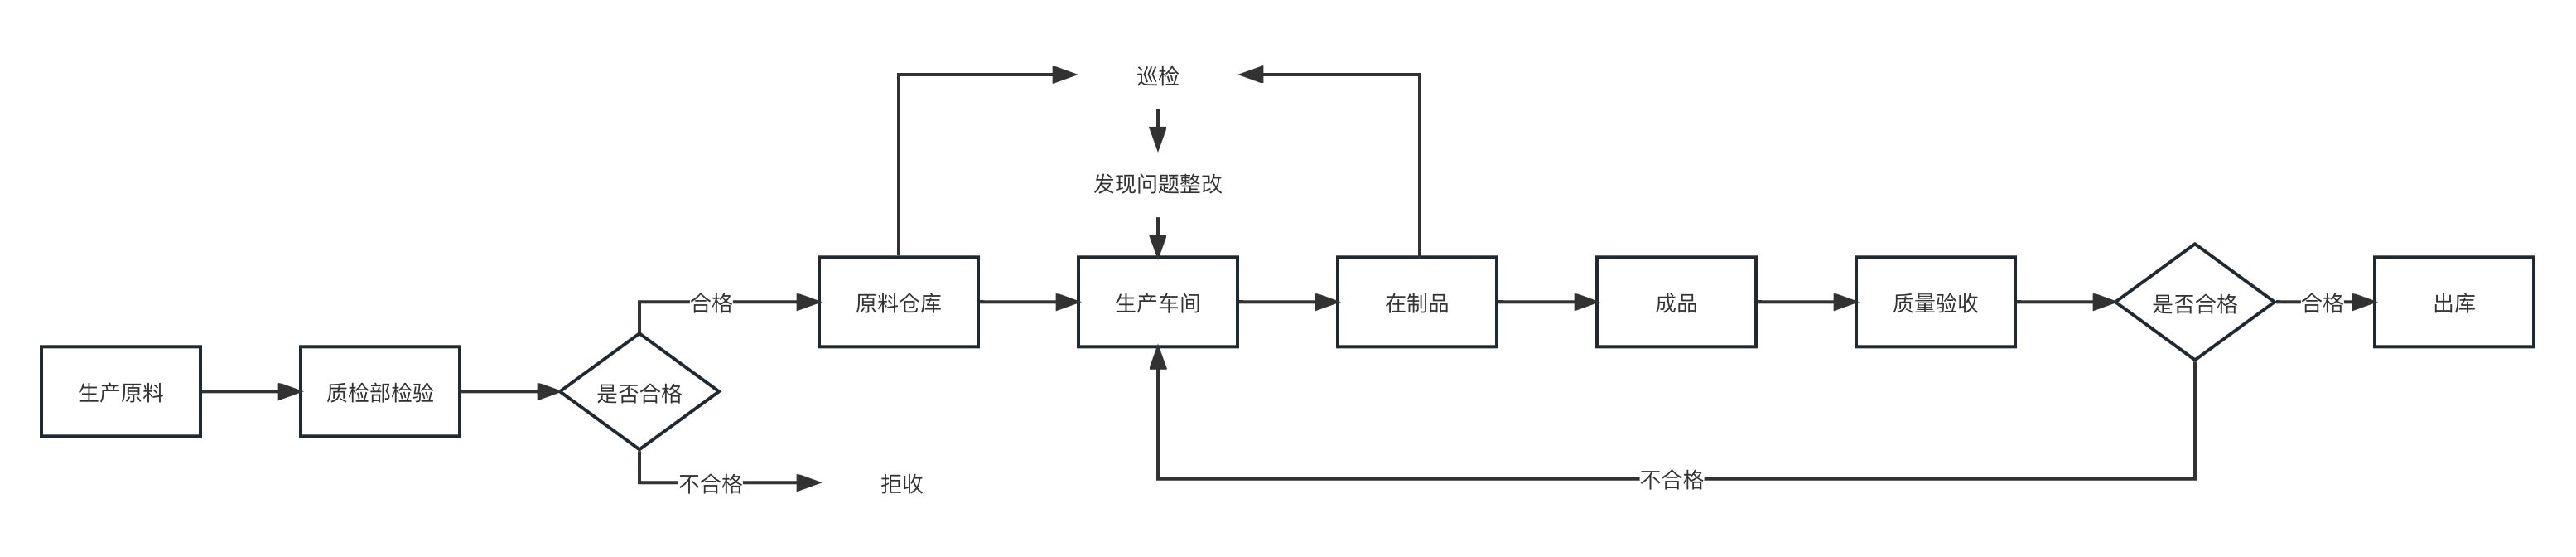 巡检
发现问题整改
合格
原料仓库
生产车间
在制品
成品
质量验收
是否合格
合格
出库
生产原料
质检部检验
是否合格
不合格
拒收
不合格